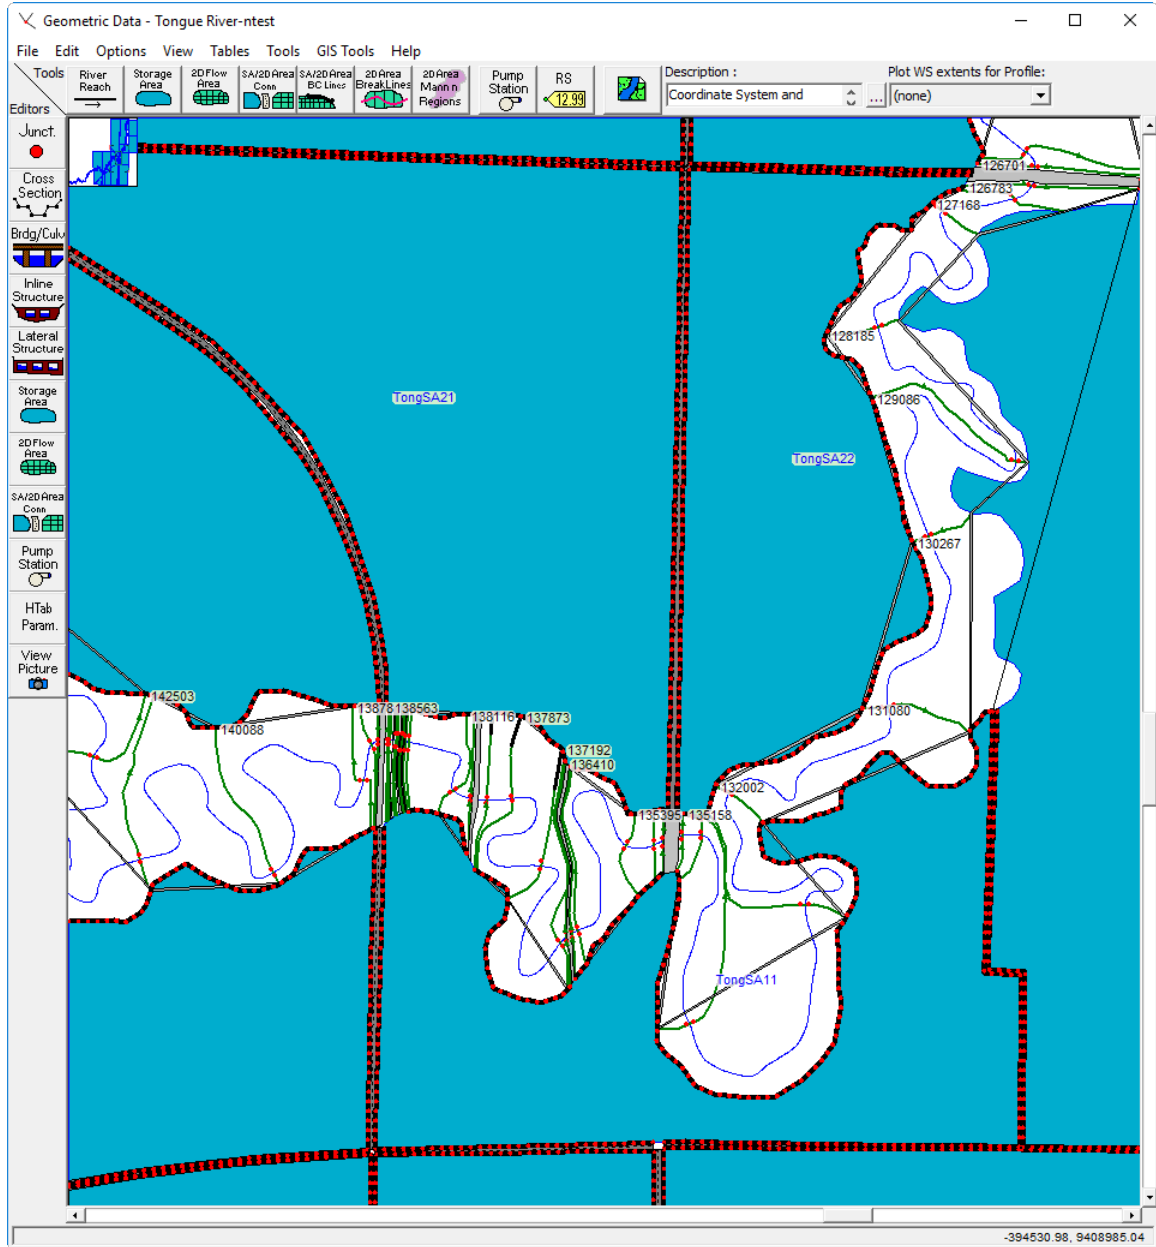 Geometric Data - Tongue River-ntest
File Edit Options View Tables Tools GIS Tools Help
Tools
Editors
River
Reach
Storage
Area
2D Flow
Area
SA/2D Area
Conn
SA/2D Area
BC Lines
2D Area
BreakLines
2D Area
Mann n
Regions
Pump
Station
RS
12.99
Description :
Coordinate System and
...
Plot WS extents for Profile:
(none)
Junct.
Cross
Section
Brdg/Culv
Inline
Structure
Lateral
Structure
Storage
Area
2D Flow
Area
SA/2D Area
Conn
Pump
Station
HTab
Param.
View
Picture
126701
126783
127168
128185
TongSA21
129086
TongSA22
130267
142503
13878
138563
138116
137873
131080
140088
137192
136410
132002
135395
135158
TongSA11
-394530.98, 9408985.04